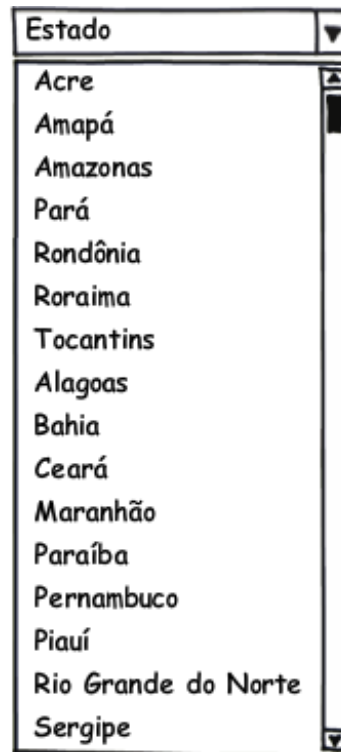 Estado
Acre
Amapá
Amazonas
Pará
Rondônia
Roraima
Tocantins
Alagoas
Bahia
Ceará
Maranhão
Paraíba
Pernambuco
Piauí
Rio Grande do Norte
Sergipe